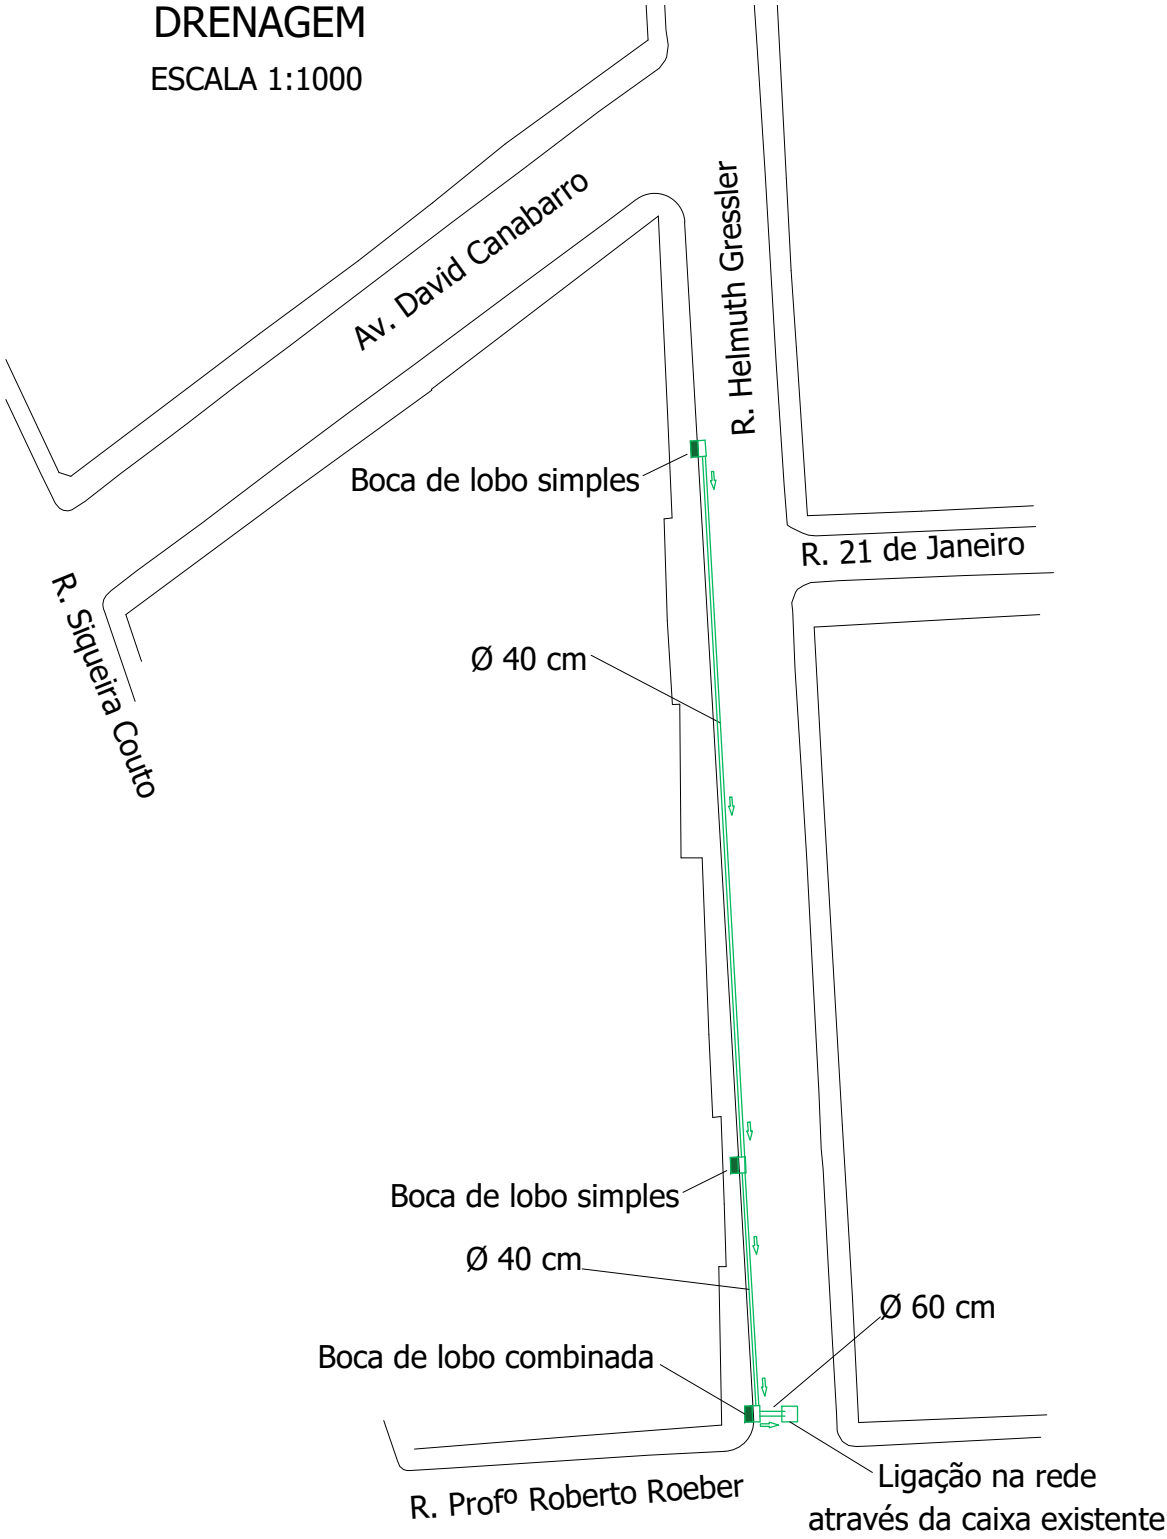 DRENAGEM
ESCALA 1:1000
Av. David Canabarro
R. Helmuth Gressler
Boca de lobo simples
R. 21 de Janeiro
R. Siqueira Couto
Ø 40 cm
Boca de lobo simples
Ø 40 cm
Ø 60 cm
Boca de lobo combinada
Ligação na rede
através da caixa existente
R. Profº Roberto Roeber